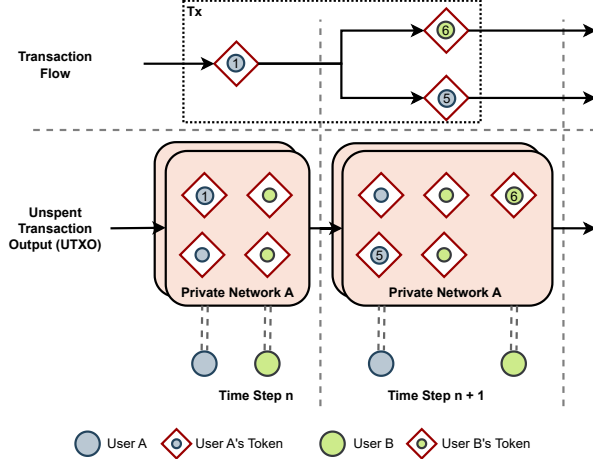 Tx
6
Transaction
Flow
1
5
1
6
Unspent
Transaction
Output (UTXO)
5
Private Network A
Private Network A
Time Step n
Time Step n + 1
User A
User A's Token
User B
User B's Token